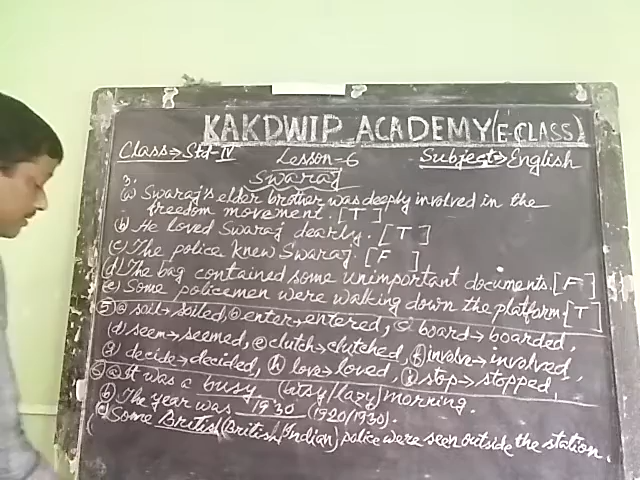 KAKDWIP ACADEMY (E-CLASS)
Class→Std-IV Lesson-6 Subject→English
Swaraj
3.
(a) Swaraj's elder brother was deeply involved in the
freedom movement. [T]
(b) He loved Swaraj dearly. [T]
(c) The police knew Swaraj. [F]
(d) The bag contained some unimportant documents. [F]
(e) Some policemen were walking down the platform. [T]
(5) (a) soil→soiled, (b) enter→entered, (c) board→boarded,
(d) seem→seemed, (e) clutch→clutched, (f) involve→involved,
(g) decide→decided, (h) love→loved, (i) stop→stopped.
(a) It was a busy (busy/lazy) morning.
(b) The year was 1930 (1920/1930).
(c) Some British (British/Indian) police were seen outside the station.